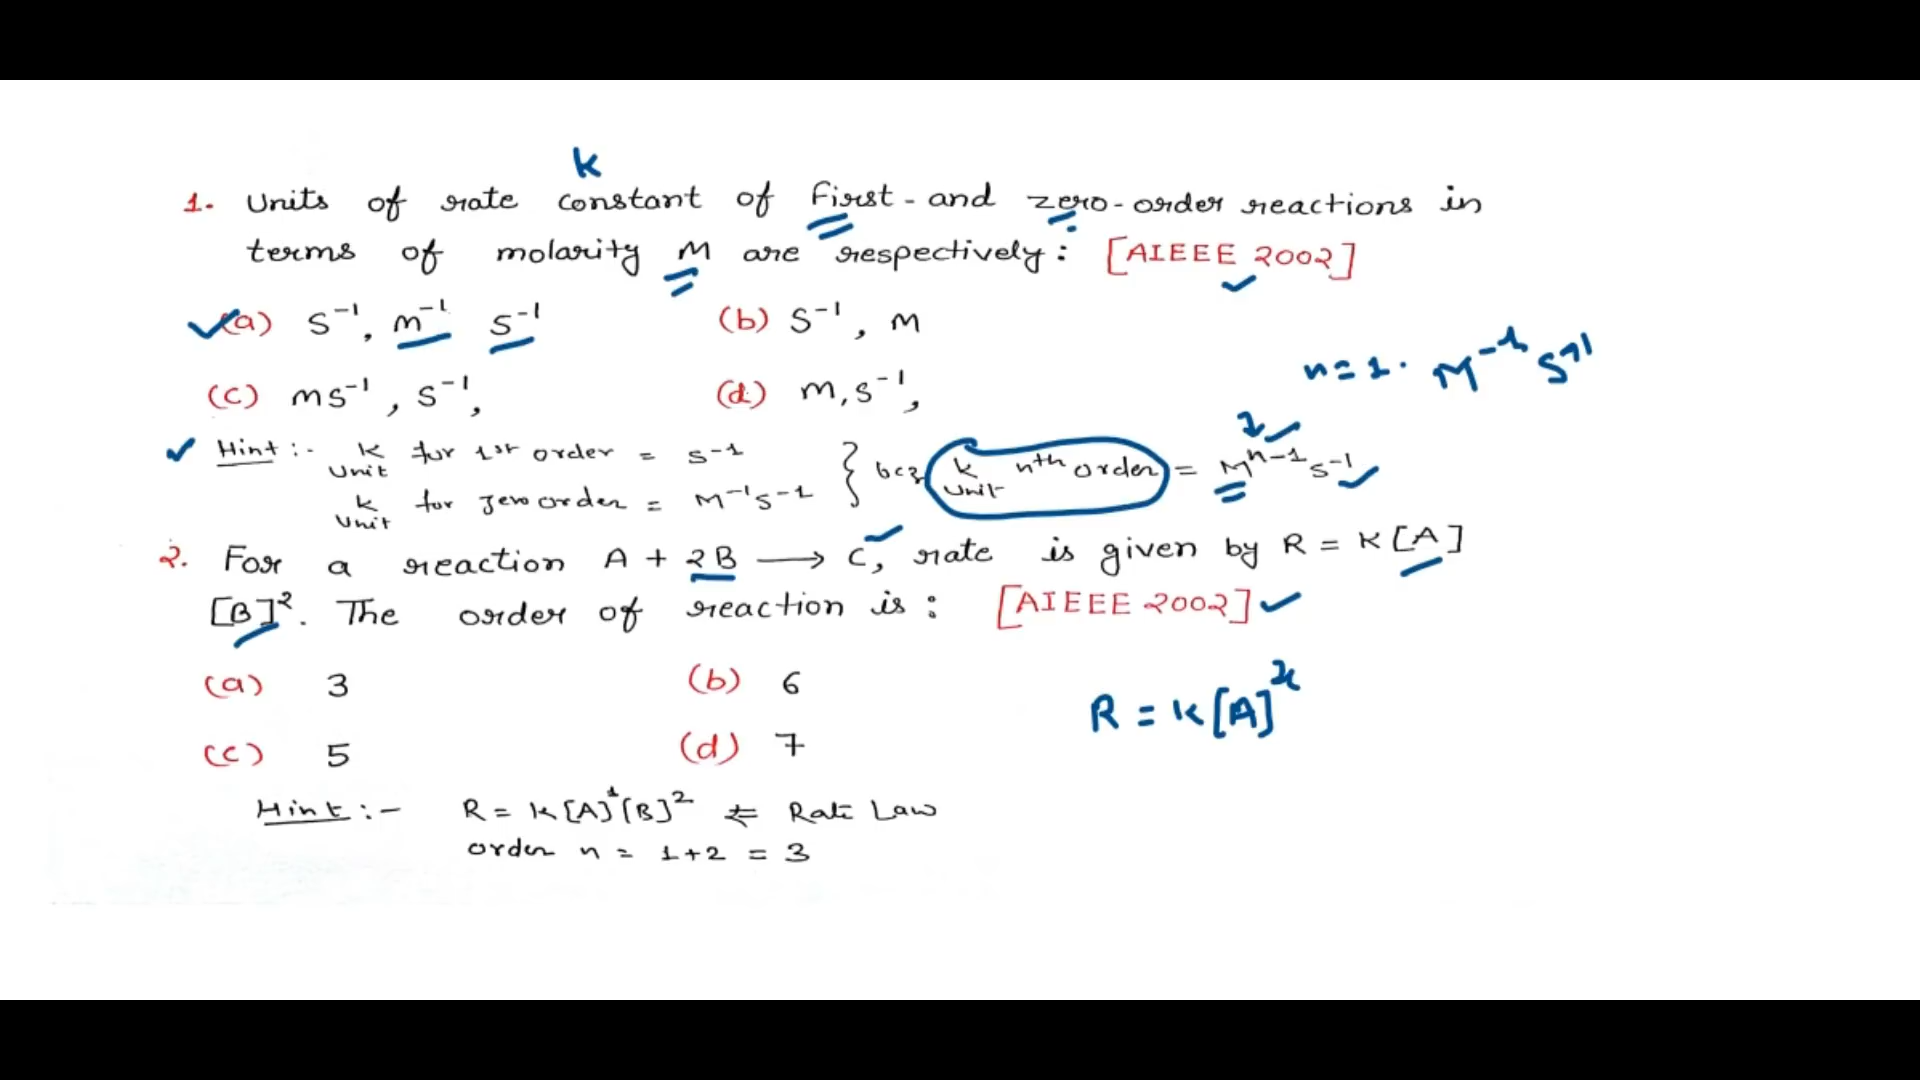 K
1. Units of rate constant of First-and zero-order reactions in
terms of molarity M are respectively: [AIEEE 2002]
(a) S⁻¹, m⁻¹ S⁻¹ (b) S⁻¹, M
(c) ms⁻¹, S⁻¹, (d) m, s⁻¹,
n=1. M⁻¹ S⁻¹
Hint:- K Unit for 1st order = S⁻¹
K Unit for zero order = M⁻¹s⁻¹ } bcz K Unit nth order = Mⁿ⁻¹ s⁻¹
2. For a reaction A + 2B ⟶ C, rate is given by R = K[A]
[B]². The order of reaction is: [AIEEE 2002]
(a) 3 (b) 6
(c) 5 (d) 7
R = K[A]ˣ
Hint:- R = K[A]¹[B]² ⇐ Rate Law
order n = 1+2 = 3